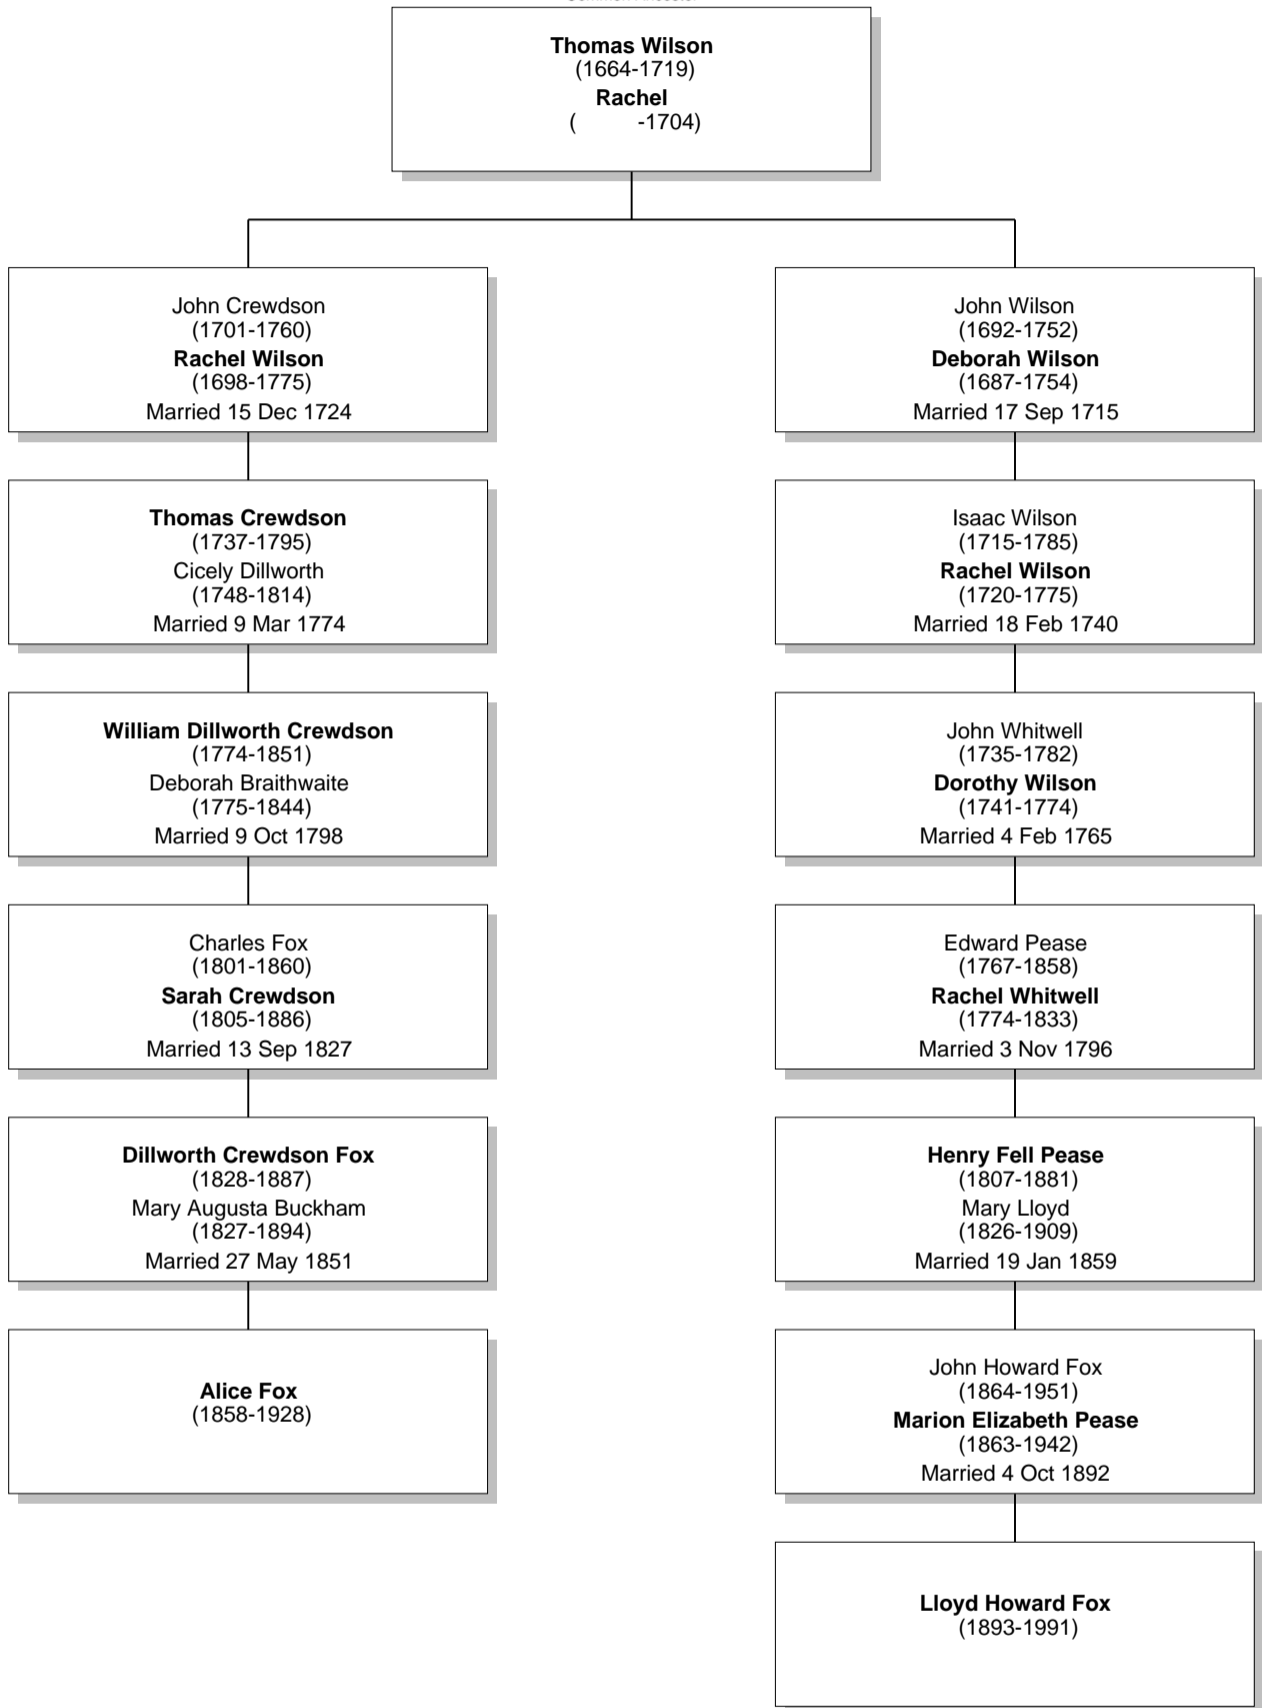 Thomas Wilson
(1664-1719)
Rachel
( -1704)
John Crewdson
(1701-1760)
Rachel Wilson
(1698-1775)
Married 15 Dec 1724
John Wilson
(1692-1752)
Deborah Wilson
(1687-1754)
Married 17 Sep 1715
Thomas Crewdson
(1737-1795)
Cicely Dillworth
(1748-1814)
Married 9 Mar 1774
Isaac Wilson
(1715-1785)
Rachel Wilson
(1720-1775)
Married 18 Feb 1740
William Dillworth Crewdson
(1774-1851)
Deborah Braithwaite
(1775-1844)
Married 9 Oct 1798
John Whitwell
(1735-1782)
Dorothy Wilson
(1741-1774)
Married 4 Feb 1765
Charles Fox
(1801-1860)
Sarah Crewdson
(1805-1886)
Married 13 Sep 1827
Edward Pease
(1767-1858)
Rachel Whitwell
(1774-1833)
Married 3 Nov 1796
Dillworth Crewdson Fox
(1828-1887)
Mary Augusta Buckham
(1827-1894)
Married 27 May 1851
Henry Fell Pease
(1807-1881)
Mary Lloyd
(1826-1909)
Married 19 Jan 1859
Alice Fox
(1858-1928)
John Howard Fox
(1864-1951)
Marion Elizabeth Pease
(1863-1942)
Married 4 Oct 1892
Lloyd Howard Fox
(1893-1991)